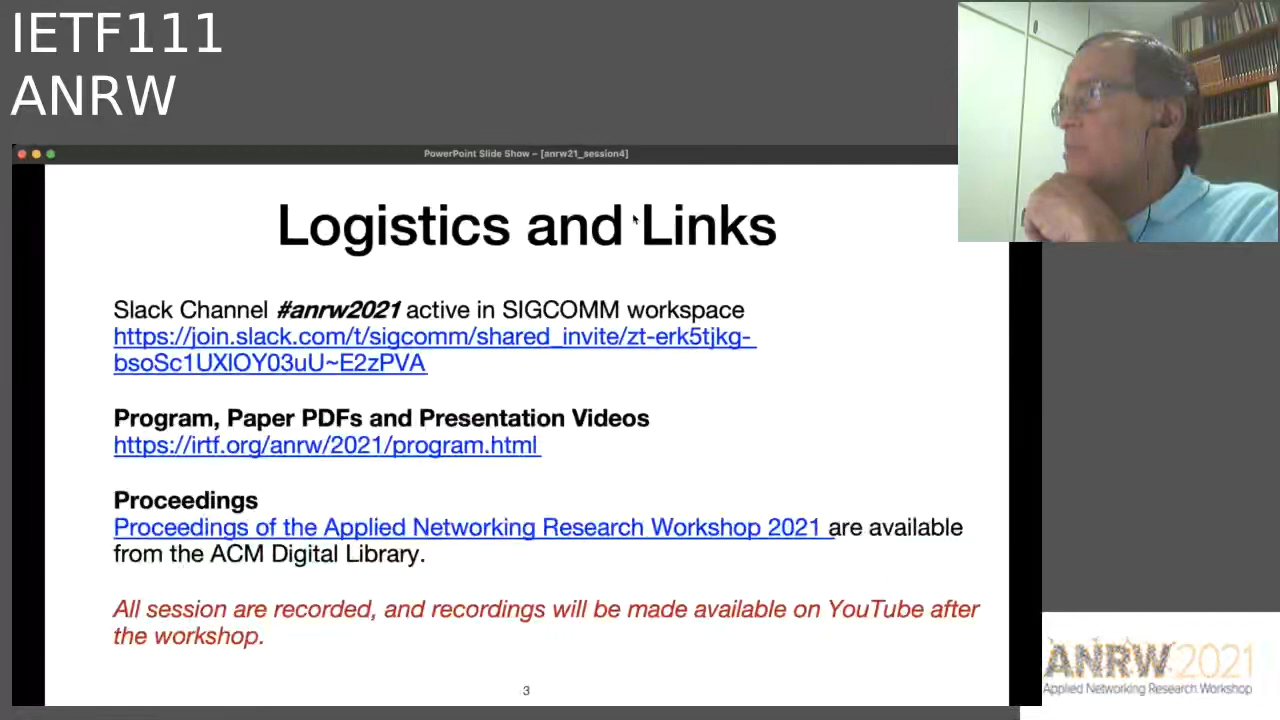 IETF111
ANRW
PowerPoint Slide Show – [anrw21_session4]
Logistics and Links
Slack Channel #anrw2021 active in SIGCOMM workspace
https://join.slack.com/t/sigcomm/shared_invite/zt-erk5tjkg-
bsoSc1UXlOY03uU~E2zPVA
Program, Paper PDFs and Presentation Videos
https://irtf.org/anrw/2021/program.html
Proceedings
Proceedings of the Applied Networking Research Workshop 2021 are available
from the ACM Digital Library.
All session are recorded, and recordings will be made available on YouTube after
the workshop.
3
ANRW2021
Applied Networking Research Workshop